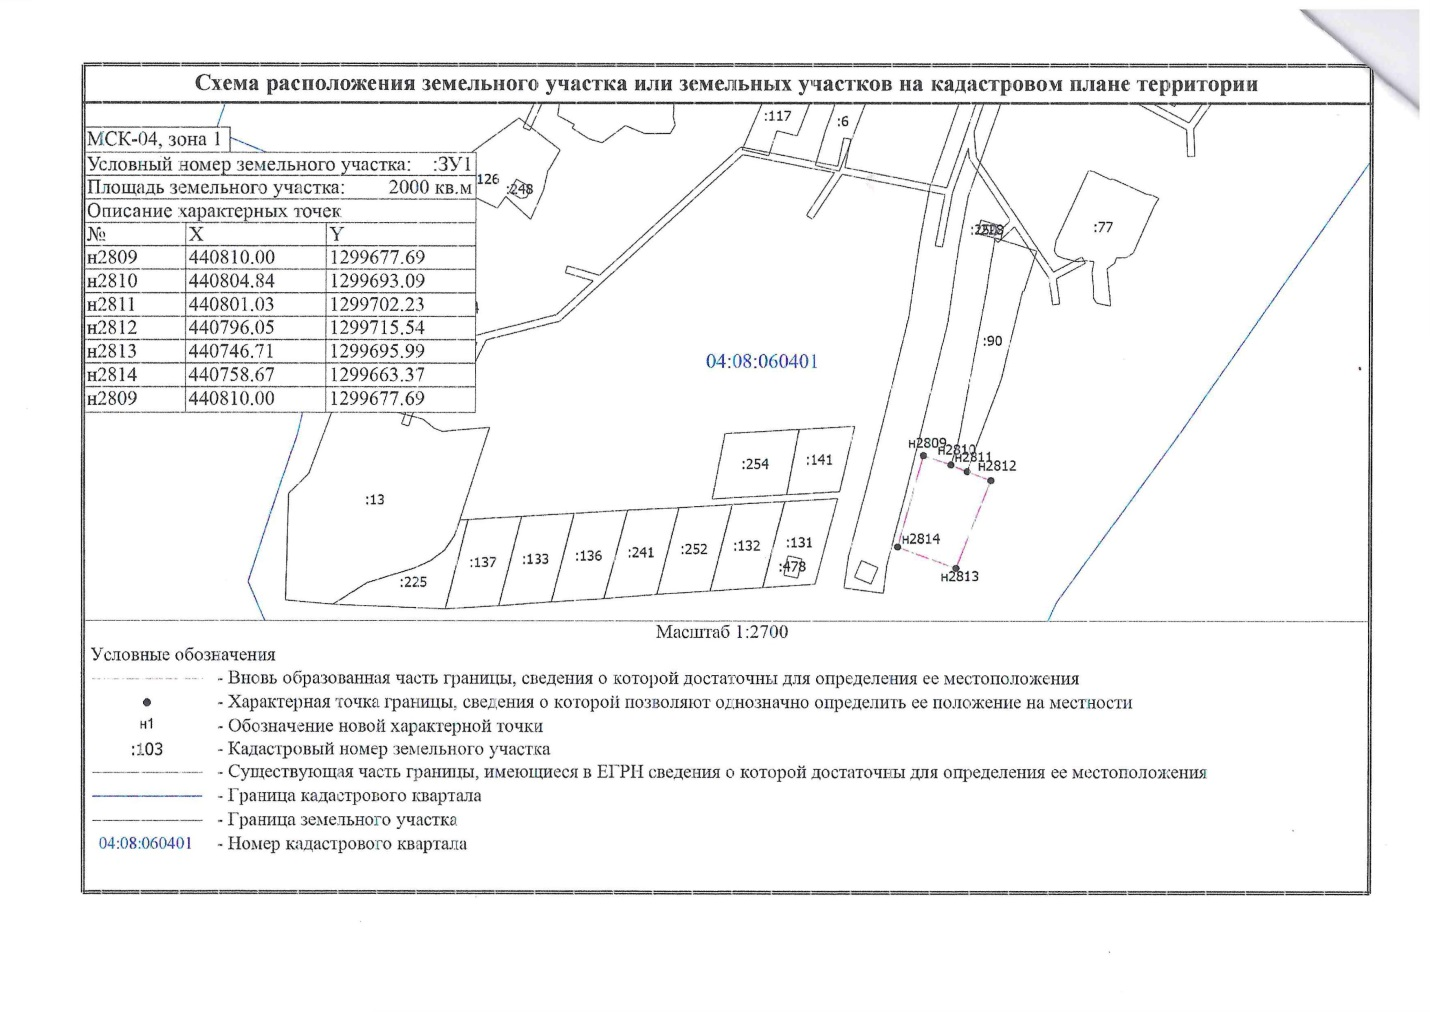 Схема расположения земельного участка или земельных участков на кадастровом плане территории
МСК-04, зона 1
Условный номер земельного участка: :ЗУ1
Площадь земельного участка: 2000 кв.м
Описание характерных точек
№ X Y
н2809 440810.00 1299677.69
н2810 440804.84 1299693.09
н2811 440801.03 1299702.23
н2812 440796.05 1299715.54
н2813 440746.71 1299695.99
н2814 440758.67 1299663.37
н2809 440810.00 1299677.69
:117
:6
126
:248
:77
:90
04:08:060401
н2809
н2810
н2811
н2812
:254
:141
:13
н2814
:137
:133
:136
:241
:252
:132
:131
:478
:225
н2813
Масштаб 1:2700
Условные обозначения
- Вновь образованная часть границы, сведения о которой достаточны для определения ее местоположения
- Характерная точка границы, сведения о которой позволяют однозначно определить ее положение на местности
н1 - Обозначение новой характерной точки
:103 - Кадастровый номер земельного участка
- Существующая часть границы, имеющиеся в ЕГРН сведения о которой достаточны для определения ее местоположения
- Граница кадастрового квартала
- Граница земельного участка
04:08:060401 - Номер кадастрового квартала